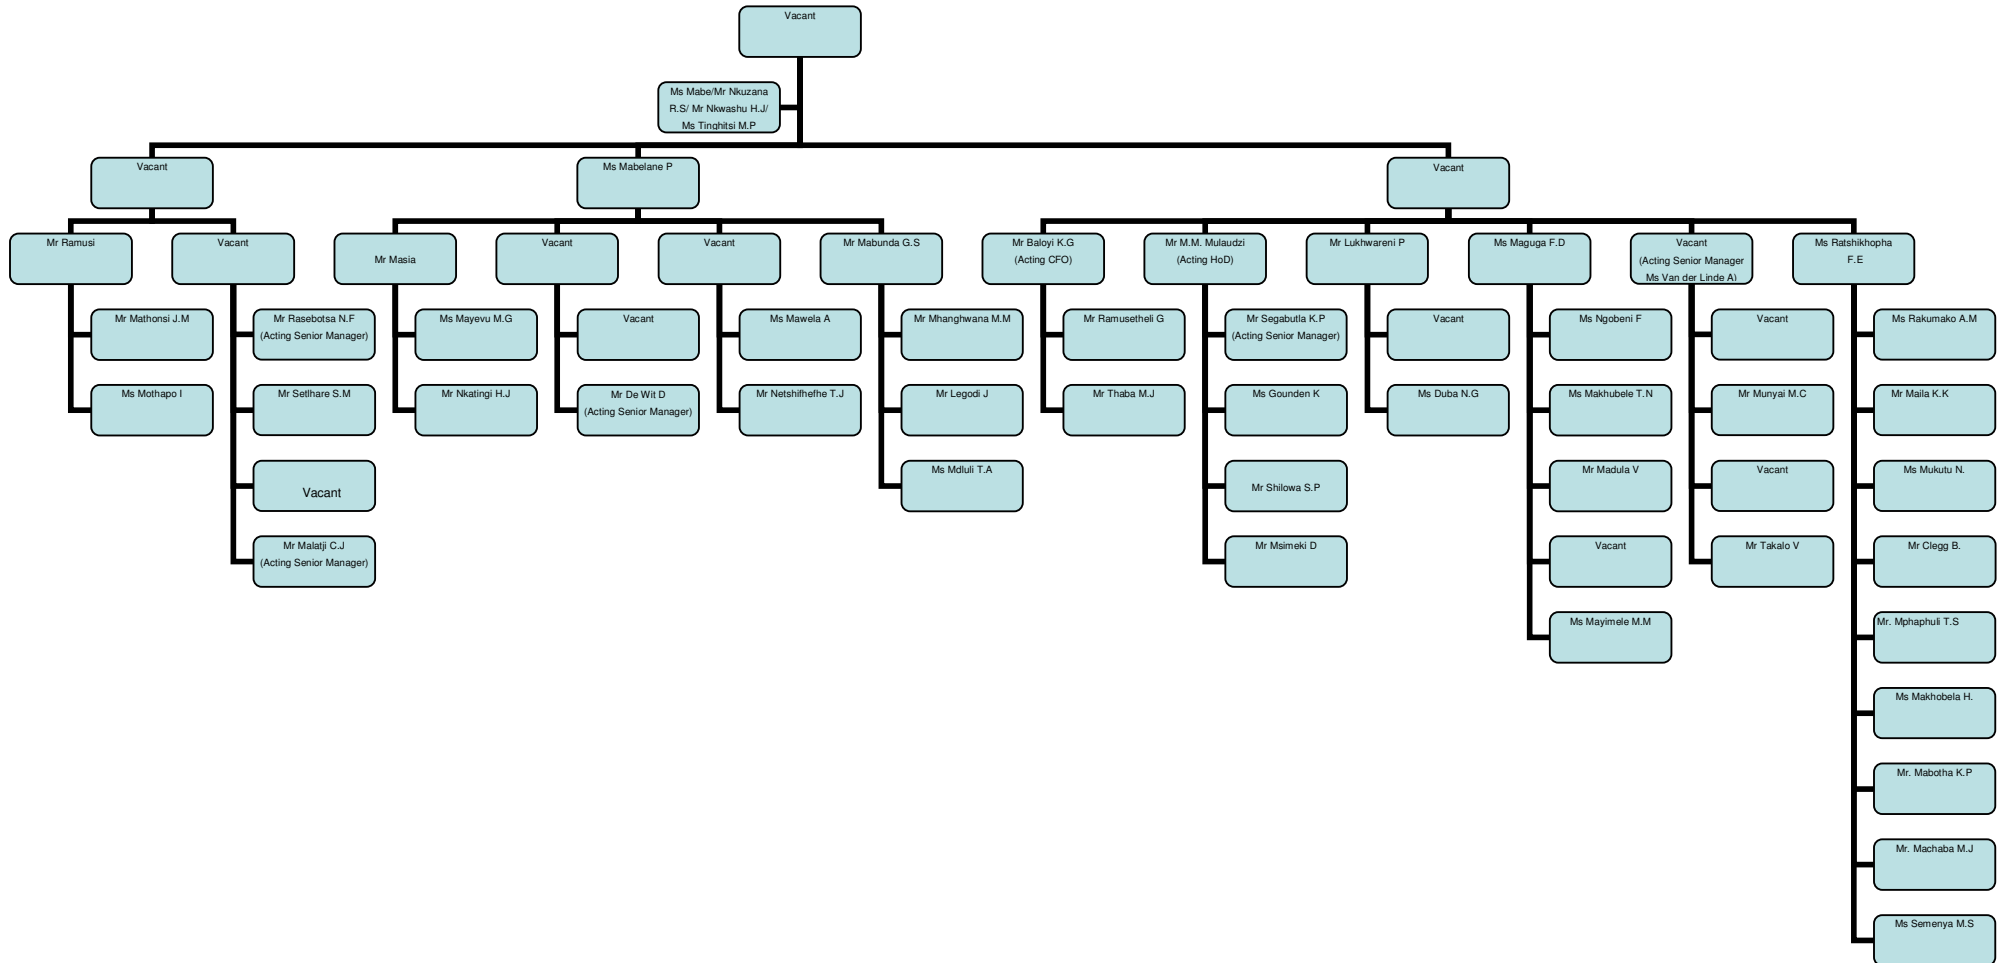 Vacant
Ms Mabe/Mr Nkuzana
R.S/ Mr Nkwashu H.J/
Ms Tinghitsi M.P
Vacant
Ms Mabelane P
Vacant
Mr Ramusi
Vacant
Mr Masia
Vacant
Vacant
Mr Mabunda G.S
Mr Baloyi K.G
(Acting CFO)
Mr M.M. Mulaudzi
(Acting HoD)
Mr Lukhwareni P
Ms Maguga F.D
Vacant
(Acting Senior Manager
Ms Van der Linde A)
Ms Ratshikhopha
F.E
Mr Mathonsi J.M
Mr Rasebotsa N.F
(Acting Senior Manager)
Ms Mayevu M.G
Vacant
Ms Mawela A
Mr Mhanghwana M.M
Mr Ramusetheli G
Mr Segabutla K.P
(Acting Senior Manager)
Vacant
Ms Ngobeni F
Vacant
Ms Rakumako A.M
Ms Mothapo I
Mr Setlhare S.M
Mr Nkatingi H.J
Mr De Wit D
(Acting Senior Manager)
Mr Netshifhefhe T.J
Mr Legodi J
Mr Thaba M.J
Ms Gounden K
Ms Duba N.G
Ms Makhubele T.N
Mr Munyai M.C
Mr Maila K.K
Vacant
Ms Mdluli T.A
Mr Shilowa S.P
Mr Madula V
Vacant
Ms Mukutu N.
Mr Malatji C.J
(Acting Senior Manager)
Mr Msimeki D
Vacant
Mr Takalo V
Mr Clegg B.
Ms Mayimele M.M
Mr. Mphaphuli T.S
Ms Makhobela H.
Mr. Mabotha K.P
Mr. Machaba M.J
Ms Semenya M.S